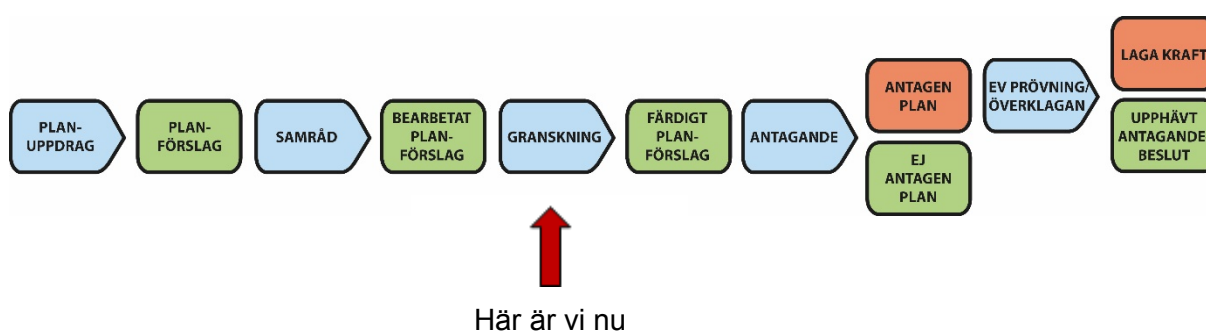 PLAN-
UPPDRAG
PLAN-
FÖRSLAG
SAMRÅD
BEARBETAT
PLAN-
FÖRSLAG
GRANSKNING
FÄRDIGT
PLAN-
FÖRSLAG
ANTAGANDE
ANTAGEN
PLAN
EJ
ANTAGEN
PLAN
EV PRÖVNING/
ÖVERKLAGAN
LAGA KRAFT
UPPHÄVT
ANTAGANDE
BESLUT
Här är vi nu